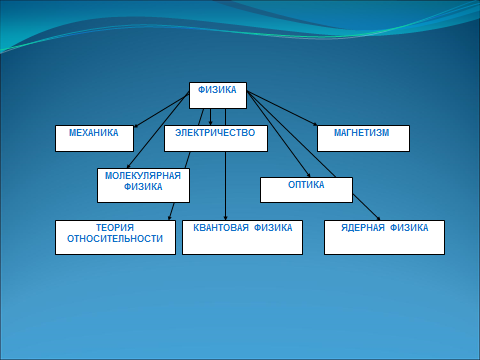 ФИЗИКА
МЕХАНИКА
ЭЛЕКТРИЧЕСТВО
МАГНЕТИЗМ
МОЛЕКУЛЯРНАЯ
ФИЗИКА
ОПТИКА
ТЕОРИЯ
ОТНОСИТЕЛЬНОСТИ
КВАНТОВАЯ ФИЗИКА
ЯДЕРНАЯ ФИЗИКА